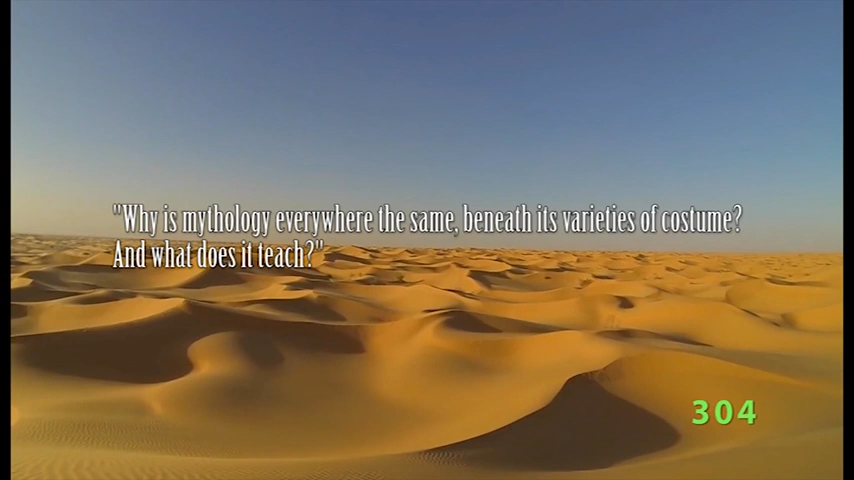 "Why is mythology everywhere the same, beneath its varieties of costume?
And what does it teach?"
304